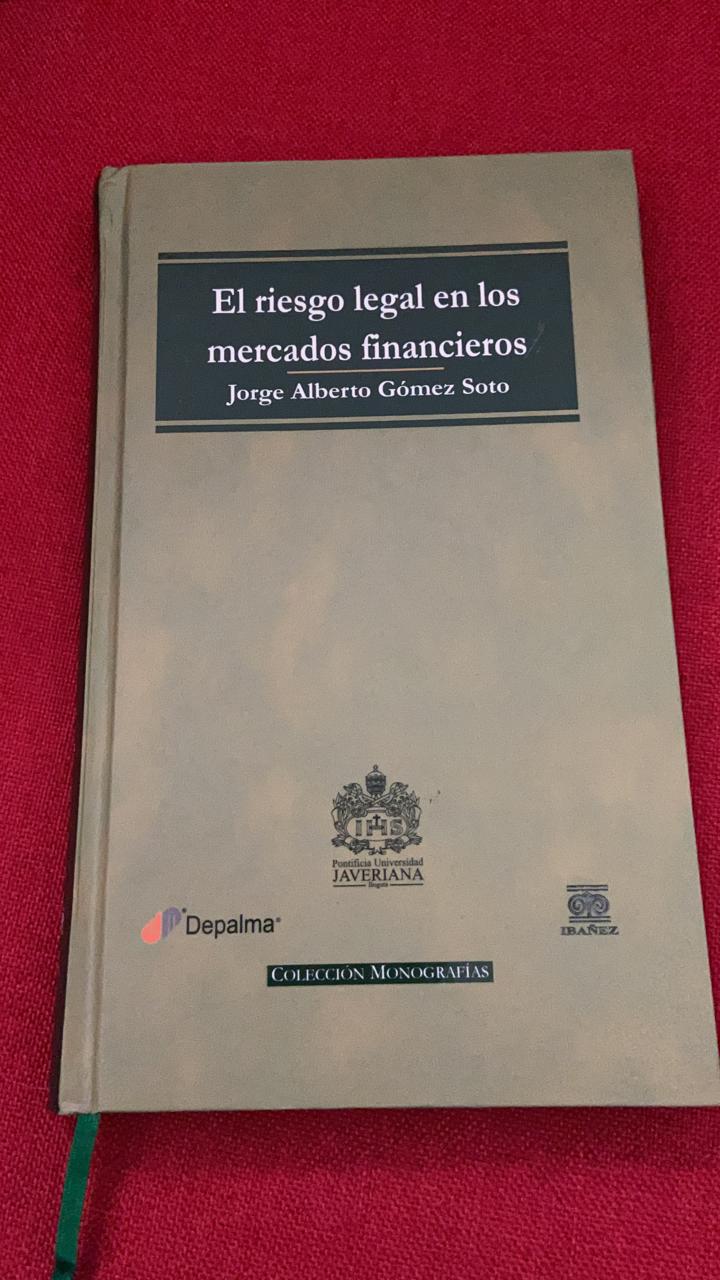 El riesgo legal en los
mercados financieros
Jorge Alberto Gómez Soto
IHS
Pontificia Universidad
JAVERIANA
Bogotá
Depalma®
IBAÑEZ
COLECCIÓN MONOGRAFÍAS